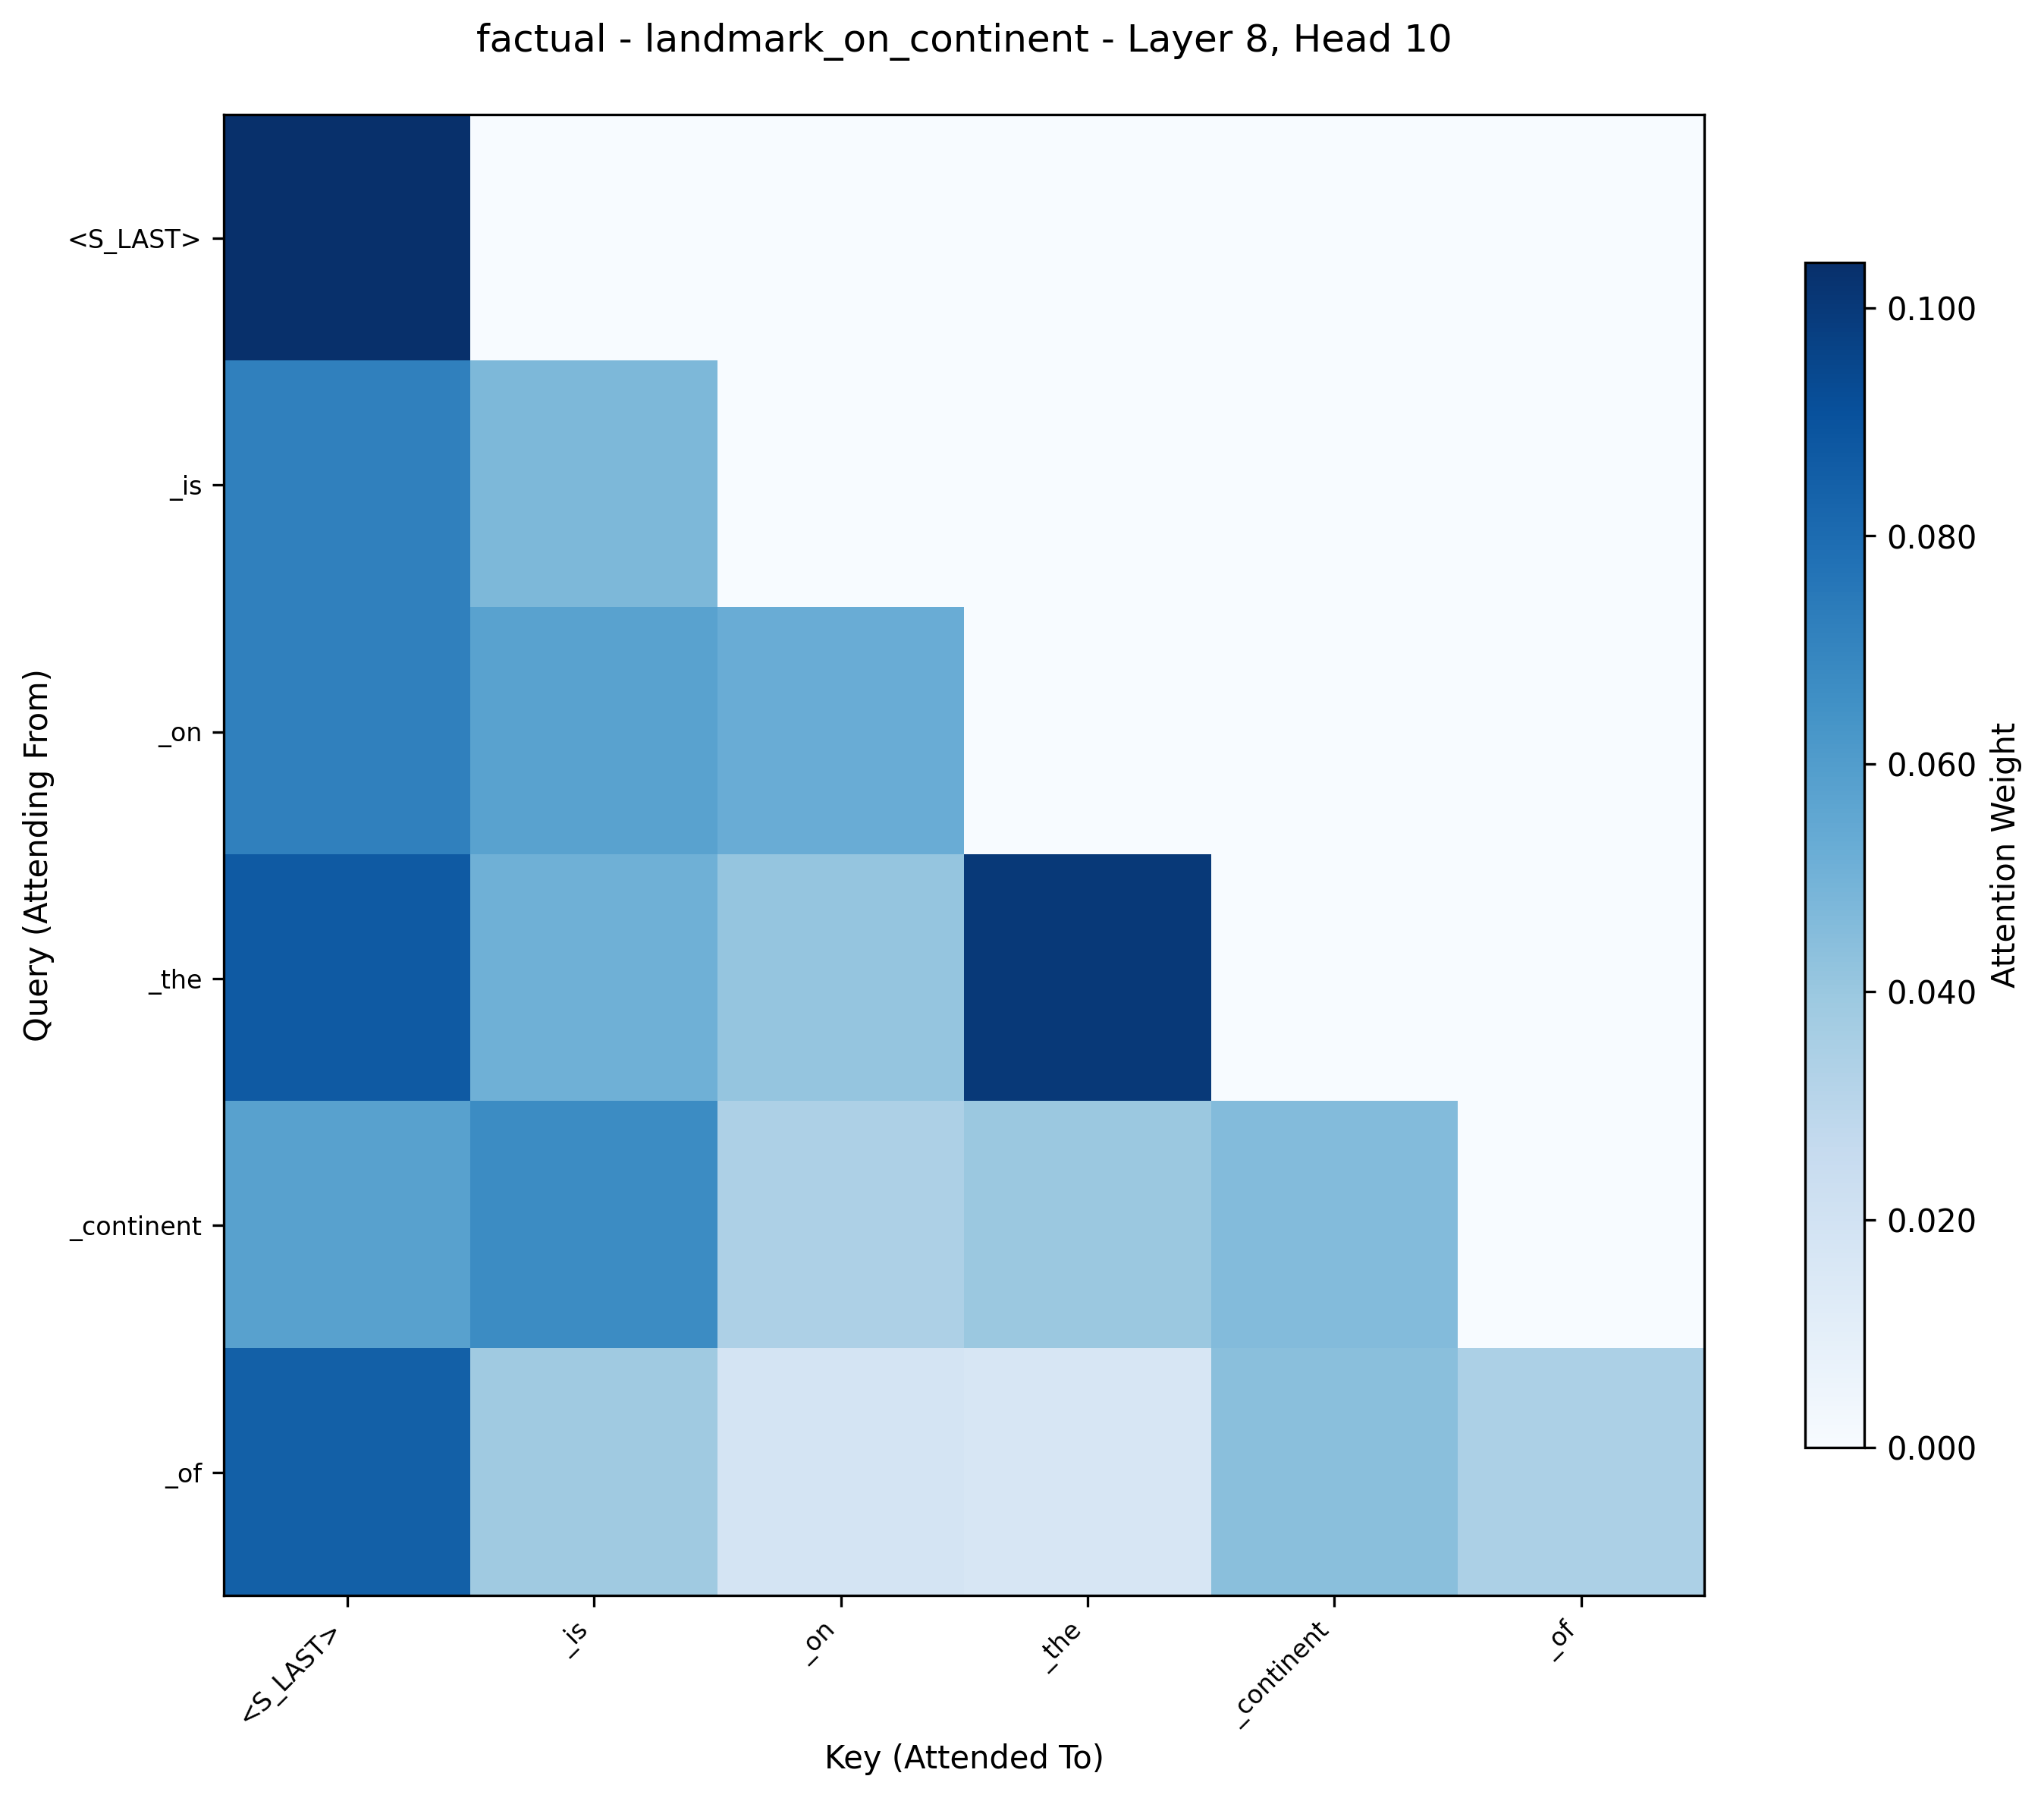 factual - landmark_on_continent - Layer 8, Head 10
<S_LAST>
_is
_on
_the
_continent
_of
Query (Attending From)
<S_LAST>
_is
_on
_the
_continent
_of
Key (Attended To)
0.100
0.080
0.060
0.040
0.020
0.000
Attention Weight